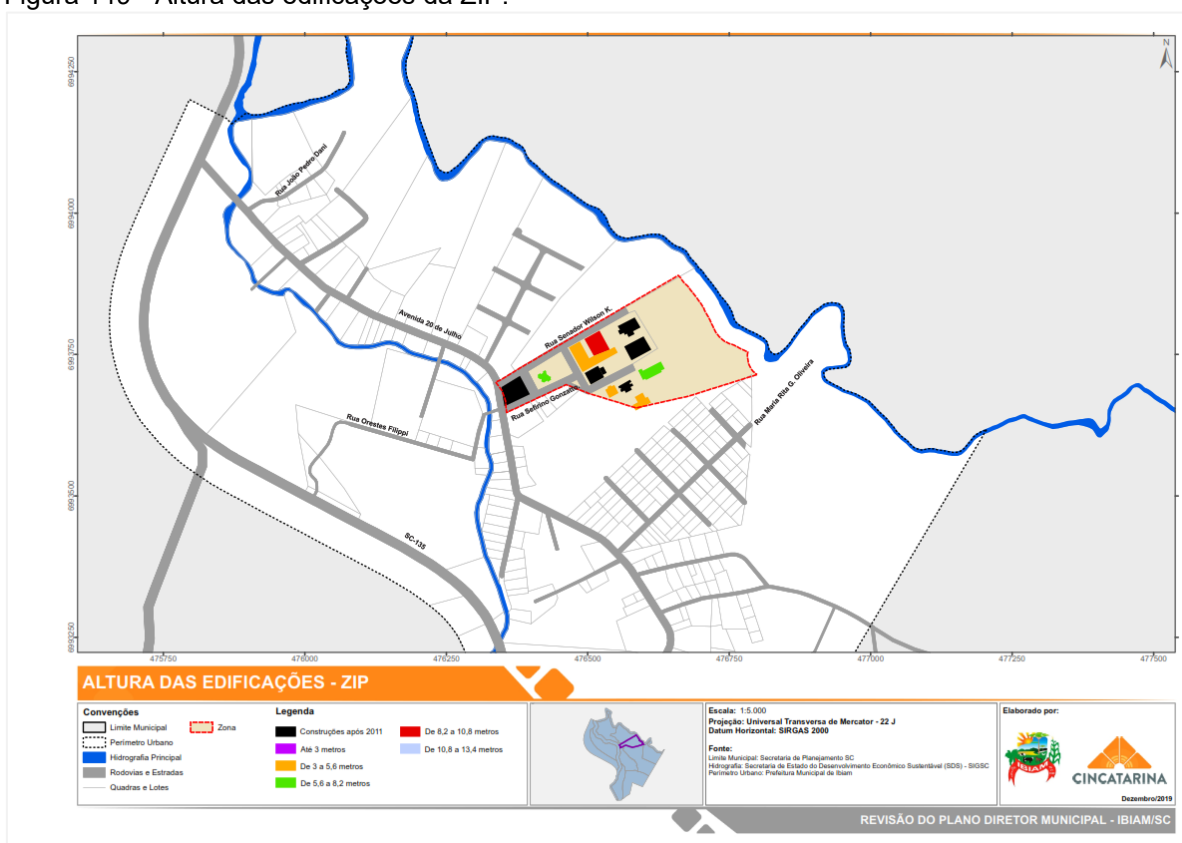 Figura 119 - Altura das edificações da ZIP.
N
6994250
6994000
6993750
6993500
6993250
Rua João Pedro Dani
Avenida 20 de Julho
Rua Senador Wilson K.
Rua Sefirino Gonzatto
Rua Maria Rita G. Oliveira
Rua Orestes Filippi
SC-135
475750
476000
476250
476500
476750
477000
477250
477500
ALTURA DAS EDIFICAÇÕES - ZIP
Convenções
Limite Municipal
Zona
Perímetro Urbano
Hidrografia Principal
Rodovias e Estradas
Quadras e Lotes
Legenda
Construções após 2011
De 8,2 a 10,8 metros
Até 3 metros
De 10,8 a 13,4 metros
De 3 a 5,6 metros
De 5,6 a 8,2 metros
Escala: 1:5.000
Projeção: Universal Transversa de Mercator - 22 J
Datum Horizontal: SIRGAS 2000
Fonte:
Limite Municipal: Secretaria de Planejamento SC
Hidrografia: Secretaria de Estado do Desenvolvimento Econômico Sustentável (SDS) - SIGSC
Perímetro Urbano: Prefeitura Municipal de Ibiam
Elaborado por:
IBIAM
CINCATARINA
Dezembro/2019
REVISÃO DO PLANO DIRETOR MUNICIPAL - IBIAM/SC